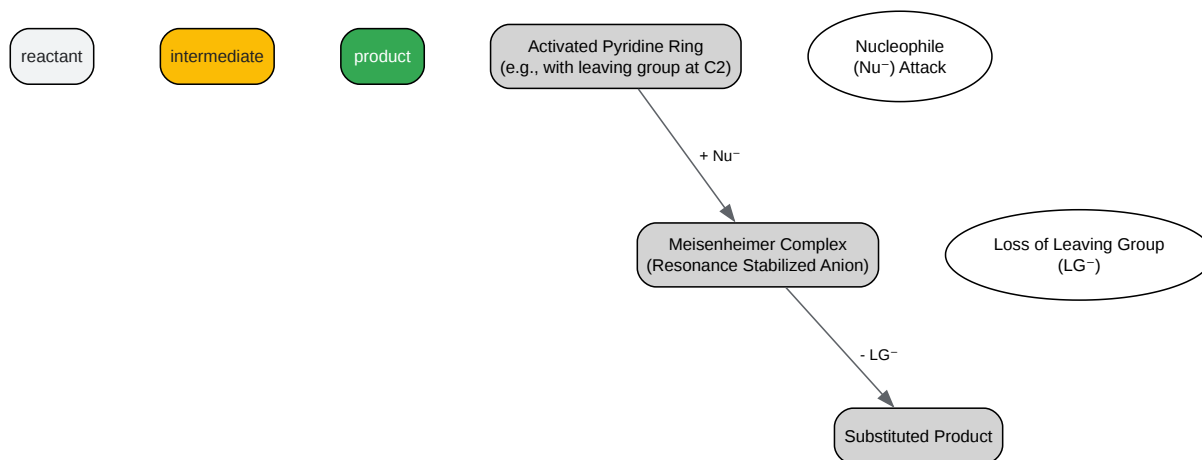 reactant
intermediate
product
Activated Pyridine Ring
(e.g., with leaving group at C2)
Nucleophile
(Nu⁻) Attack
+ Nu⁻
Meisenheimer Complex
(Resonance Stabilized Anion)
Loss of Leaving Group
(LG⁻)
- LG⁻
Substituted Product